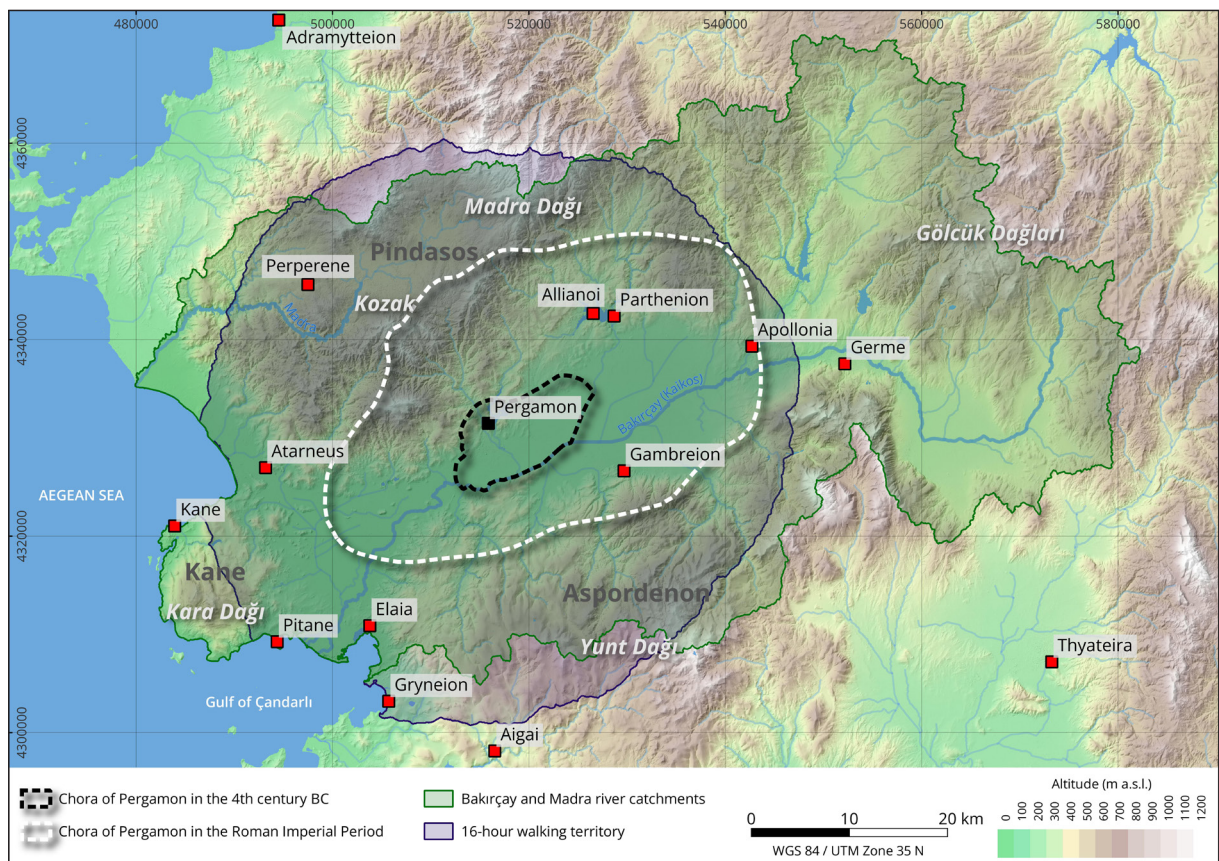 480000
500000
520000
540000
560000
580000
Adramytteion
4360000
Madra Dağı
Gölcük Dağları
Pindasos
Perperene
Kozak
Madra
Allianoi
Parthenion
4340000
Apollonia
Germe
Bakırçay (Kaikos)
Pergamon
Atarneus
Gambreion
AEGEAN SEA
Kane
4320000
Kane
Aspordenon
Kara Dağı
Elaia
Pitane
Yunt Dağı
Thyateira
Gulf of Çandarlı
Gryneion
4300000
Aigai
Chora of Pergamon in the 4th century BC
Chora of Pergamon in the Roman Imperial Period
Bakırçay and Madra river catchments
16-hour walking territory
0 10 20 km
WGS 84 / UTM Zone 35 N
Altitude (m a.s.l.)
0 100 200 300 400 500 600 700 800 900 1000 1100 1200